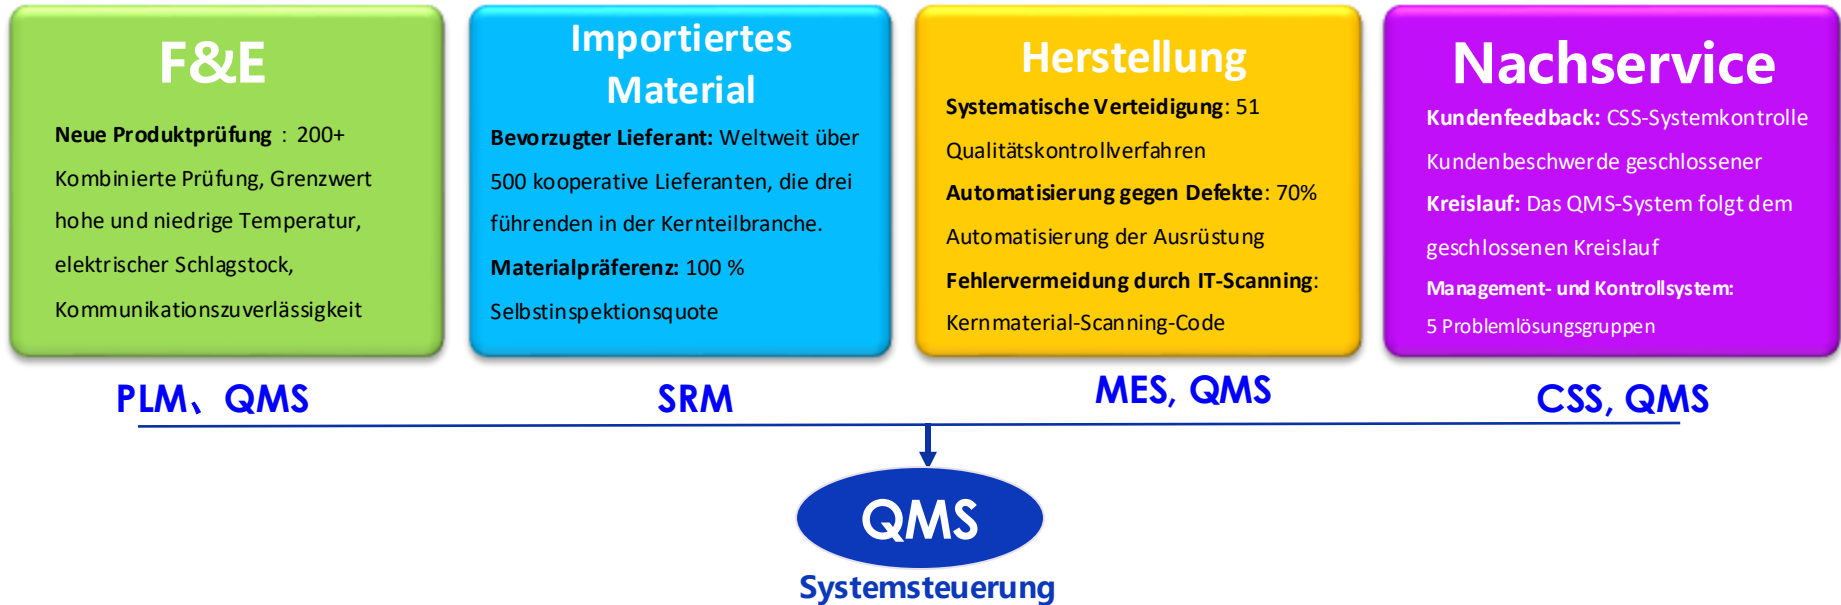 F&E
Neue Produktprüfung : 200+
Kombinierte Prüfung, Grenzwert
hohe und niedrige Temperatur,
elektrischer Schlagstock,
Kommunikationszuverlässigkeit
Importiertes
Material
Bevorzugter Lieferant: Weltweit über
500 kooperative Lieferanten, die drei
führenden in der Kernteilbranche.
Materialpräferenz: 100 %
Selbstinspektionsquote
Herstellung
Systematische Verteidigung: 51
Qualitätskontrollverfahren
Automatisierung gegen Defekte: 70%
Automatisierung der Ausrüstung
Fehlervermeidung durch IT-Scanning:
Kernmaterial-Scanning-Code
Nachservice
Kundenfeedback: CSS-Systemkontrolle
Kundenbeschwerde geschlossener
Kreislauf: Das QMS-System folgt dem
geschlossenen Kreislauf
Management- und Kontrollsystem:
5 Problemlösungsgruppen
PLM、QMS
SRM
MES, QMS
CSS, QMS
QMS
Systemsteuerung